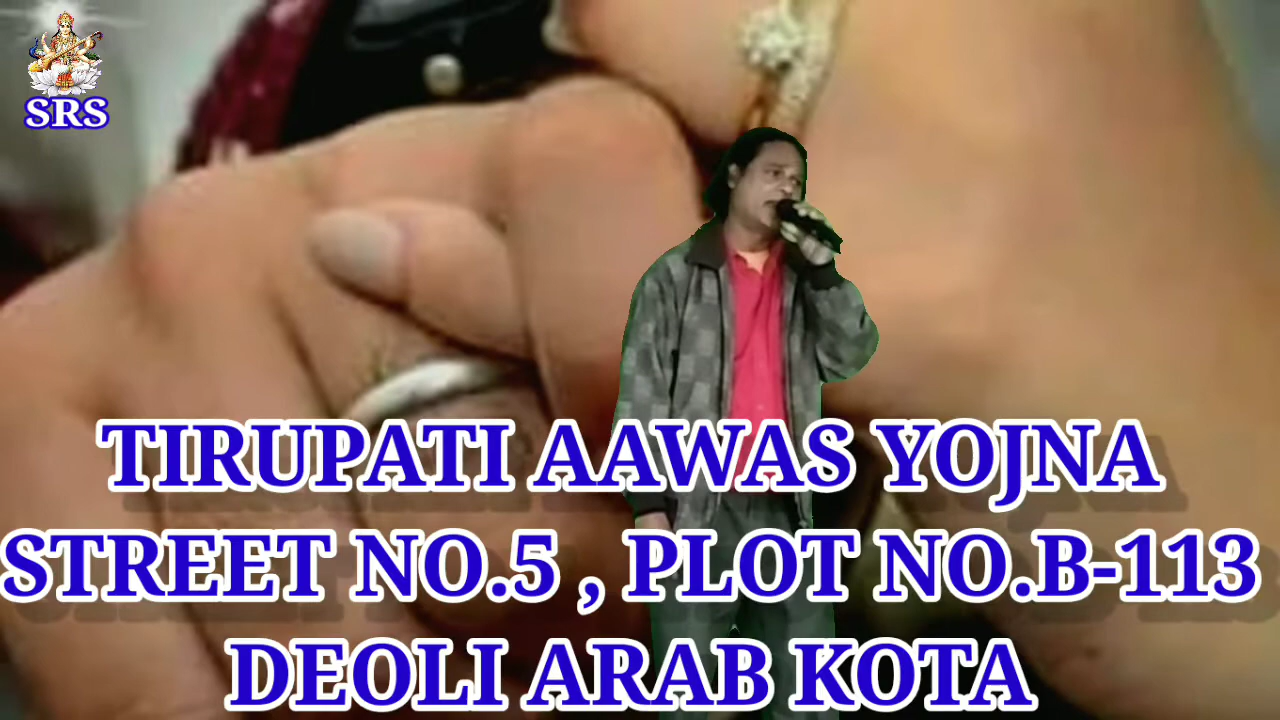 SRS
TIRUPATI AAWAS YOJNA
STREET NO.5 , PLOT NO.B-113
DEOLI ARAB KOTA